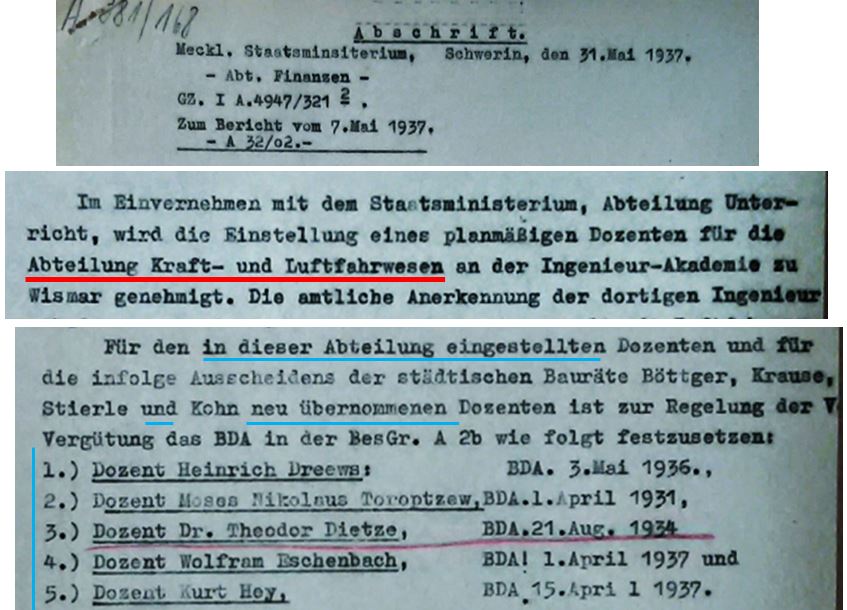 A 381/168
Abschrift.
Meckl. Staatsminsiterium, Schwerin, den 31.Mai 1937.
- Abt. Finanzen -
GZ. I A.4947/321 2 .
Zum Bericht vom 7.Mai 1937.
- A 32/o2.-
Im Einvernehmen mit dem Staatsministerium, Abteilung Unter-
richt, wird die Einstellung eines planmäßigen Dozenten für die
Abteilung Kraft- und Luftfahrwesen an der Ingenieur-Akademie zu
Wismar genehmigt. Die amtliche Anerkennung der dortigen Ingenieur
Für den in dieser Abteilung eingestellten Dozenten und für
die infolge Ausscheidens der städtischen Bauräte Böttger, Krause,
Stierle und Kohn neu übernommenen Dozenten ist zur Regelung der V
Vergütung das BDA in der BesGr. A 2b wie folgt festzusetzen:
1.) Dozent Heinrich Dreews: BDA. 3.Mai 1936.,
2.) Dozent Moses Nikolaus Toroptzew, BDA.1.April 1931,
3.) Dozent Dr. Theodor Dietze, BDA.21.Aug. 1934
4.) Dozent Wolfram Eschenbach, BDA! 1.April 1937 und
5.) Dozent Kurt Hey, BDA.15.Apri l 1937.